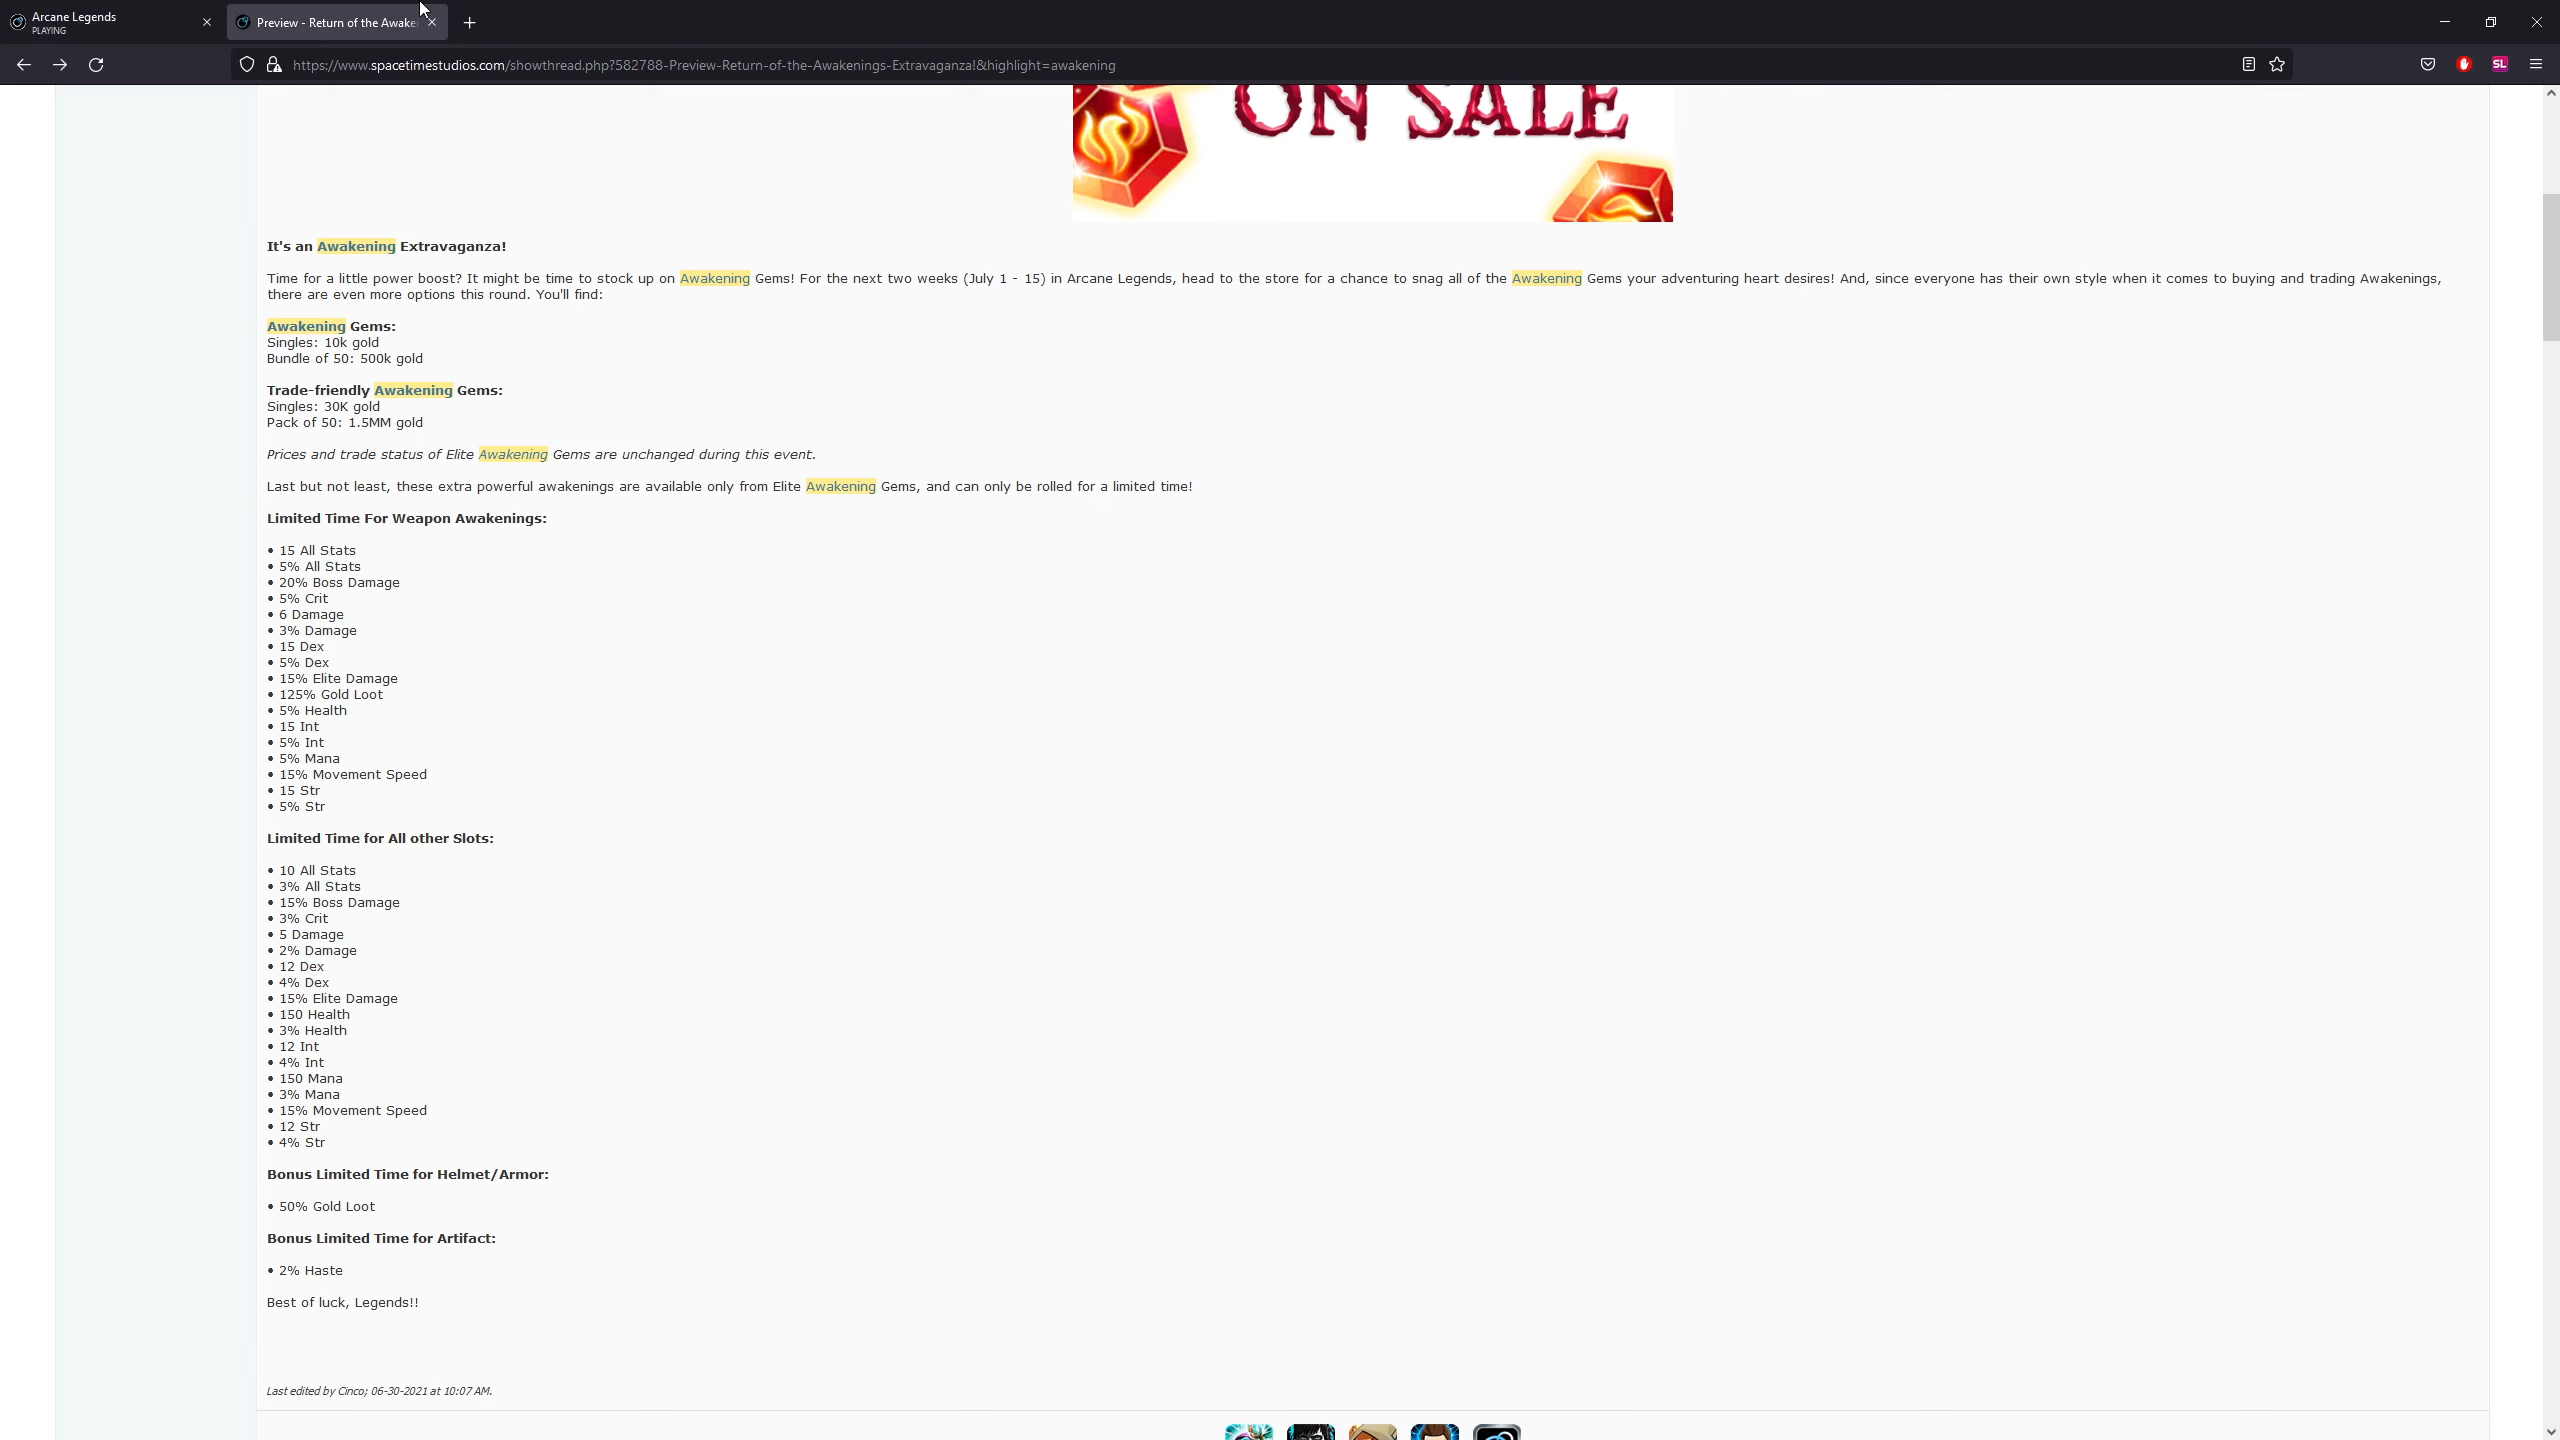 Arcane Legends
PLAYING
Preview - Return of the Awake
https://www.spacetimestudios.com/showthread.php?582788-Preview-Return-of-the-Awakenings-Extravaganza!&highlight=awakening
SL
ON SALE
It's an Awakening Extravaganza!
Time for a little power boost? It might be time to stock up on Awakening Gems! For the next two weeks (July 1 - 15) in Arcane Legends, head to the store for a chance to snag all of the Awakening Gems your adventuring heart desires! And, since everyone has their own style when it comes to buying and trading Awakenings,
there are even more options this round. You'll find:
Awakening Gems:
Singles: 10k gold
Bundle of 50: 500k gold
Trade-friendly Awakening Gems:
Singles: 30K gold
Pack of 50: 1.5MM gold
Prices and trade status of Elite Awakening Gems are unchanged during this event.
Last but not least, these extra powerful awakenings are available only from Elite Awakening Gems, and can only be rolled for a limited time!
Limited Time For Weapon Awakenings:
• 15 All Stats
• 5% All Stats
• 20% Boss Damage
• 5% Crit
• 6 Damage
• 3% Damage
• 15 Dex
• 5% Dex
• 15% Elite Damage
• 125% Gold Loot
• 5% Health
• 15 Int
• 5% Int
• 5% Mana
• 15% Movement Speed
• 15 Str
• 5% Str
Limited Time for All other Slots:
• 10 All Stats
• 3% All Stats
• 15% Boss Damage
• 3% Crit
• 5 Damage
• 2% Damage
• 12 Dex
• 4% Dex
• 15% Elite Damage
• 150 Health
• 3% Health
• 12 Int
• 4% Int
• 150 Mana
• 3% Mana
• 15% Movement Speed
• 12 Str
• 4% Str
Bonus Limited Time for Helmet/Armor:
• 50% Gold Loot
Bonus Limited Time for Artifact:
• 2% Haste
Best of luck, Legends!!
Last edited by Cinco; 06-30-2021 at 10:07 AM.